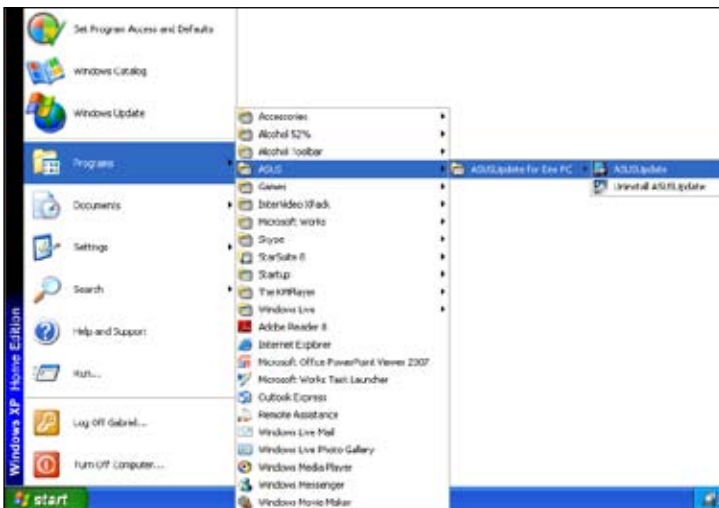 Set Program Access and Defaults
Windows Catalog
Windows Update
Programs
Documents
Settings
Search
Help and Support
Run...
Log Off Gabriel...
Turn Off Computer...
Windows XP Home Edition
start
Accessories
Alcohol 52%
Alcohol Toolbar
ASUS
Games
InterVideo XPack
Microsoft Works
Skype
StarSuite 8
Startup
The KMPlayer
Windows Live
Adobe Reader 8
Internet Explorer
Microsoft Office PowerPoint Viewer 2007
Microsoft Works Task Launcher
Outlook Express
Remote Assistance
Windows Live Mail
Windows Live Photo Gallery
Windows Media Player
Windows Messenger
Windows Movie Maker
ASUSUpdate for Eee PC
ASUSUpdate
Uninstall ASUSUpdate